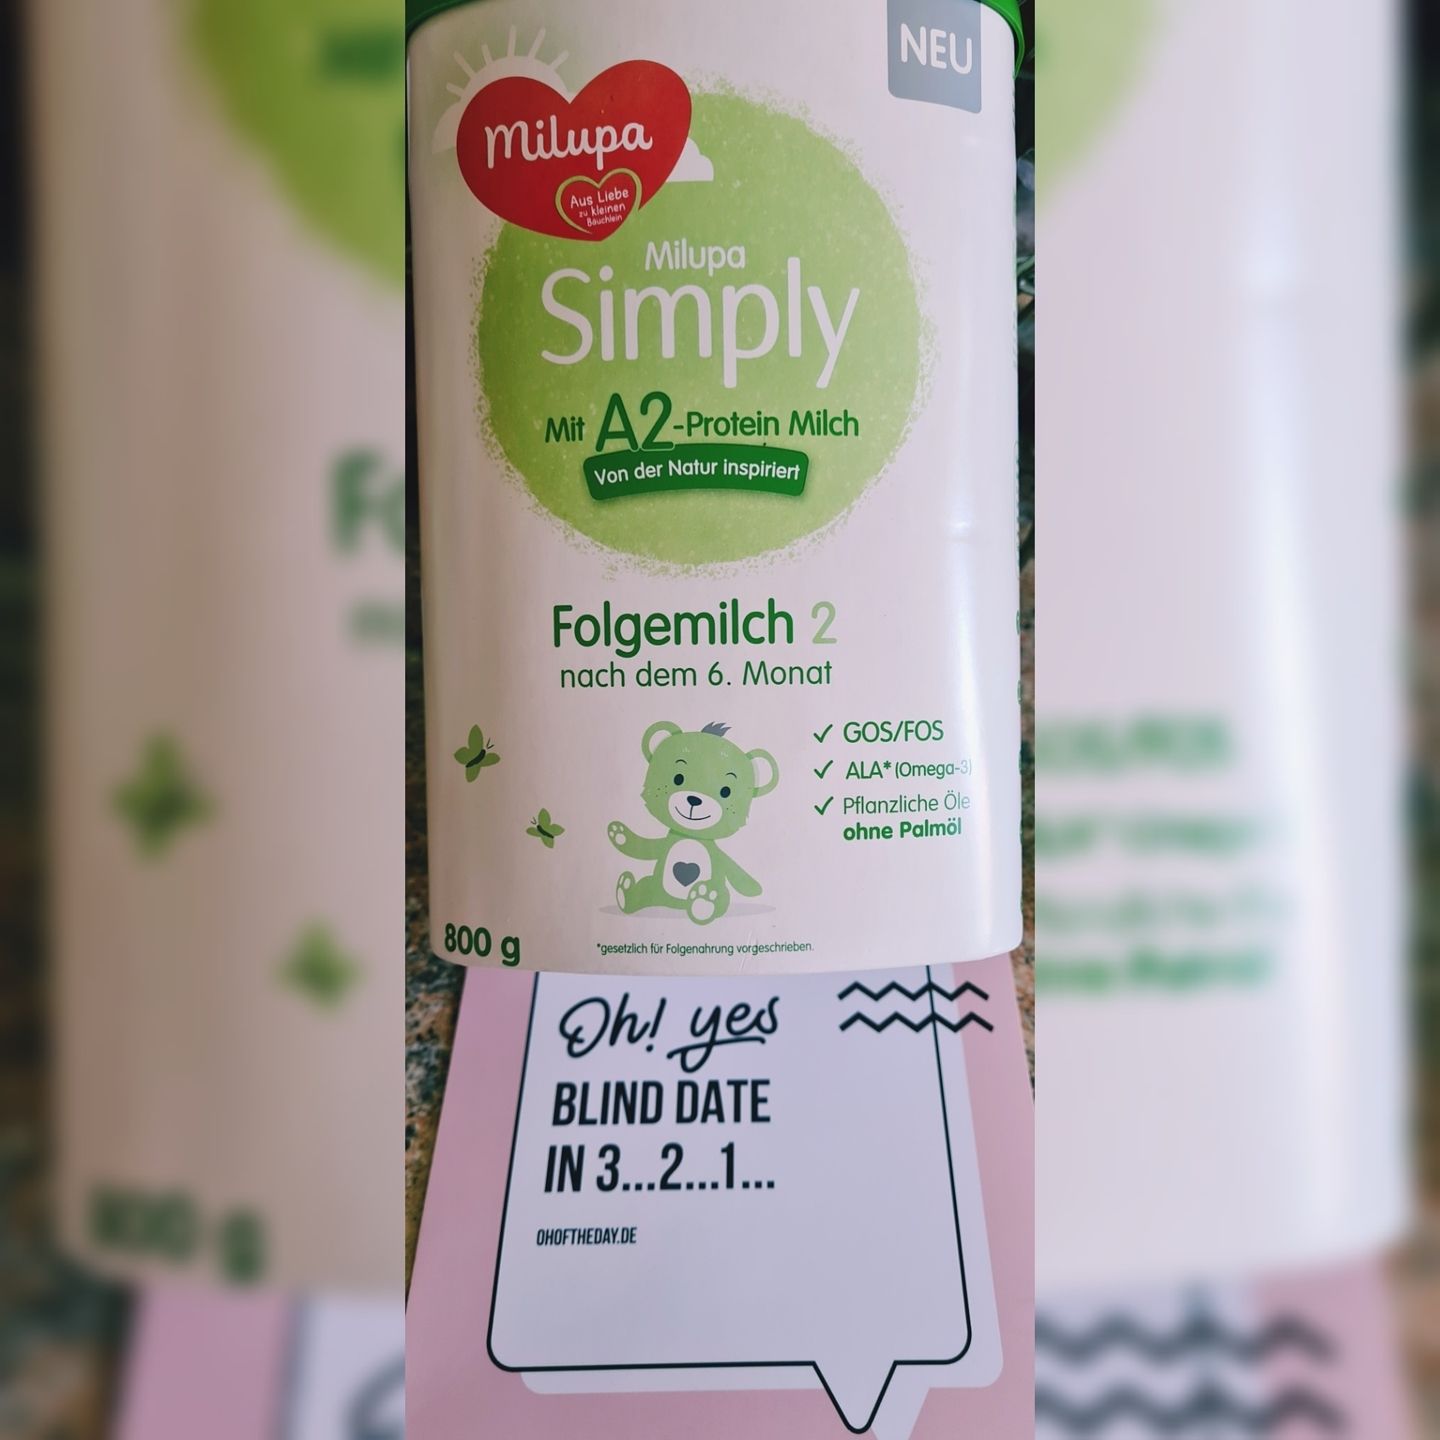 NEU
Milupa
Aus Liebe
zu kleinen
Bäuchlein
Milupa
Simply
Mit A2-Protein Milch
Von der Natur inspiriert
Folgemilch 2
nach dem 6. Monat
✓ GOS/FOS
✓ ALA* (Omega-3)
✓ Pflanzliche Öle
ohne Palmöl
800 g
*gesetzlich für Folgenahrung vorgeschrieben.
Oh! yes
BLIND DATE
IN 3...2...1...
OHOFTHEDAY.DE